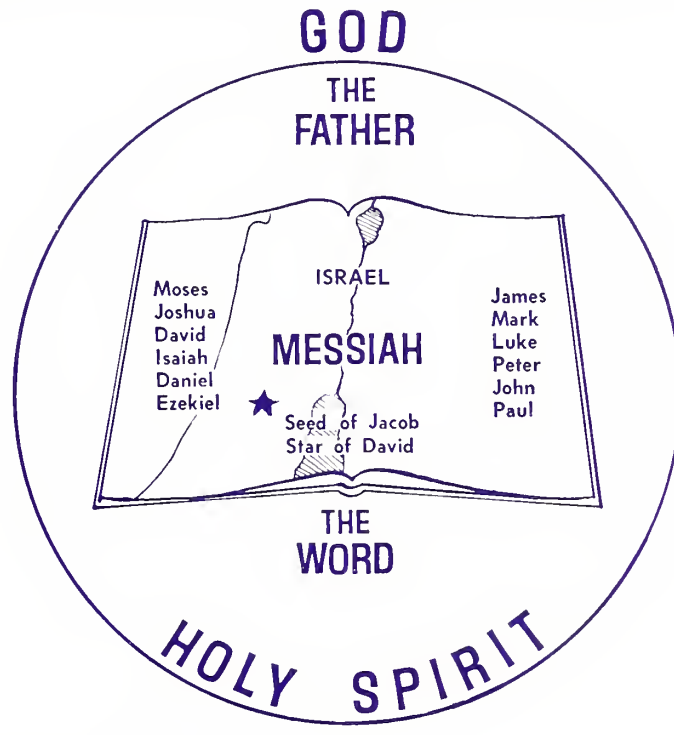 GOD
THE
FATHER
ISRAEL
MESSIAH
Moses
Joshua
David
Isaiah
Daniel
Ezekiel
James
Mark
Luke
Peter
John
Paul
Seed of Jacob
Star of David
THE
WORD
HOLY SPIRIT